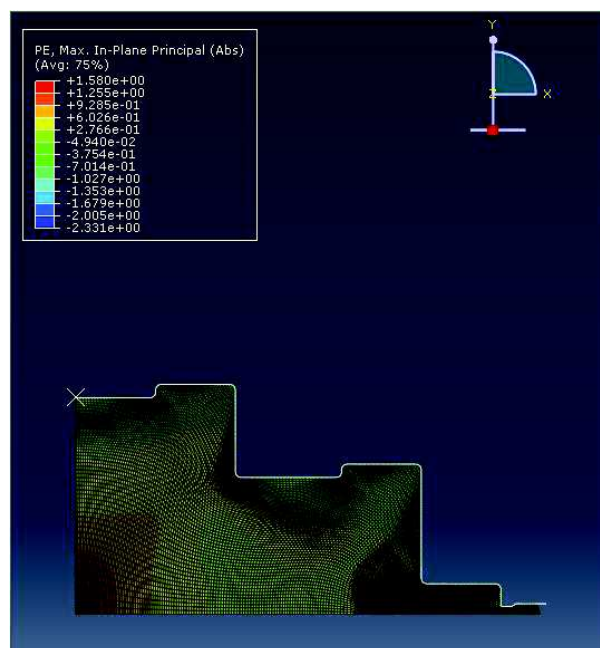 PE, Max. In-Plane Principal (Abs)
(Avg: 75%)
+1.580e+00
+1.255e+00
+9.285e-01
+6.026e-01
+2.766e-01
-4.940e-02
-3.754e-01
-7.014e-01
-1.027e+00
-1.353e+00
-1.679e+00
-2.005e+00
-2.331e+00
Y
Z
X